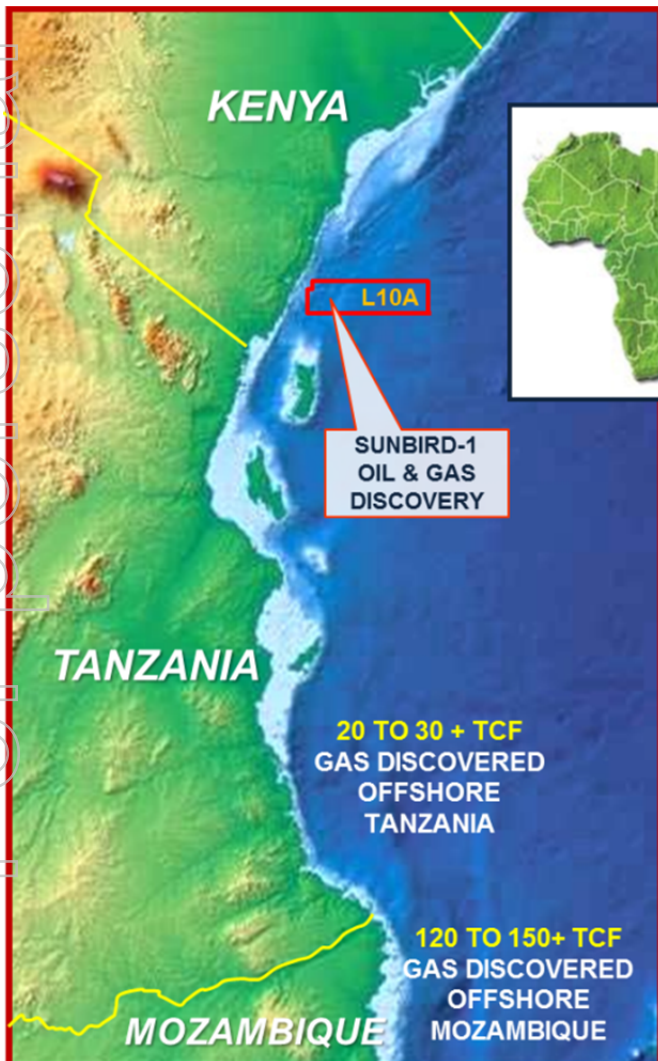 KENYA
L10A
SUNBIRD-1
OIL & GAS
DISCOVERY
TANZANIA
20 TO 30 + TCF
GAS DISCOVERED
OFFSHORE
TANZANIA
120 TO 150+ TCF
GAS DISCOVERED
OFFSHORE
MOZAMBIQUE
MOZAMBIQUE